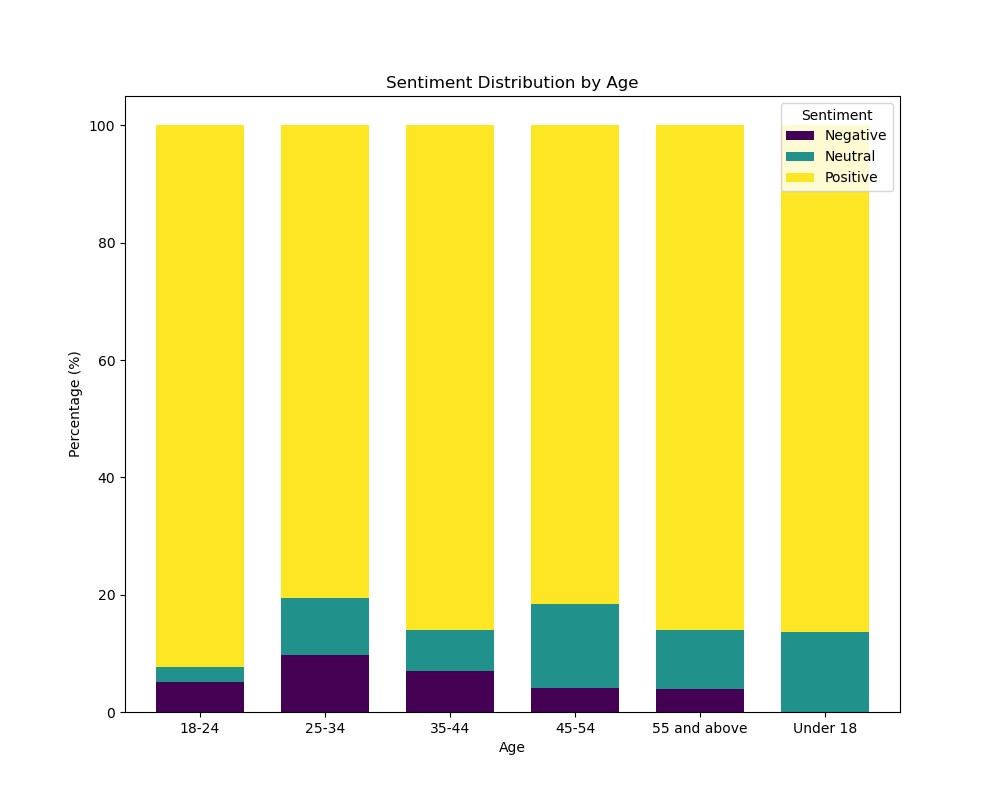 Sentiment Distribution by Age
Sentiment
Negative
Neutral
Positive
Percentage (%)
100
80
60
40
20
0
18-24 25-34 35-44 45-54 55 and above Under 18
Age